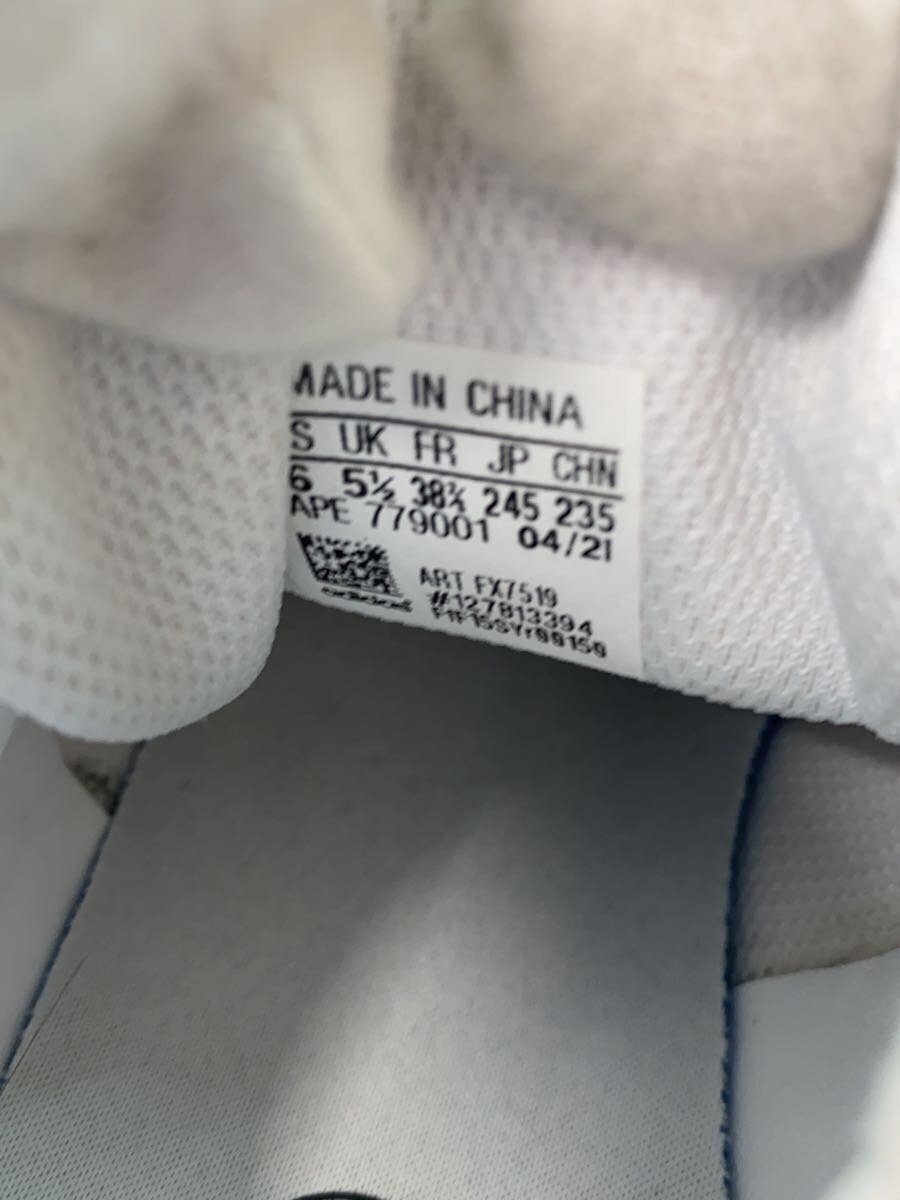 MADE IN CHINA
S UK FR JP CHN
6 5½ 38⅔ 245 235
APE 779001 04/21
ART FX7519
adidas #127813394